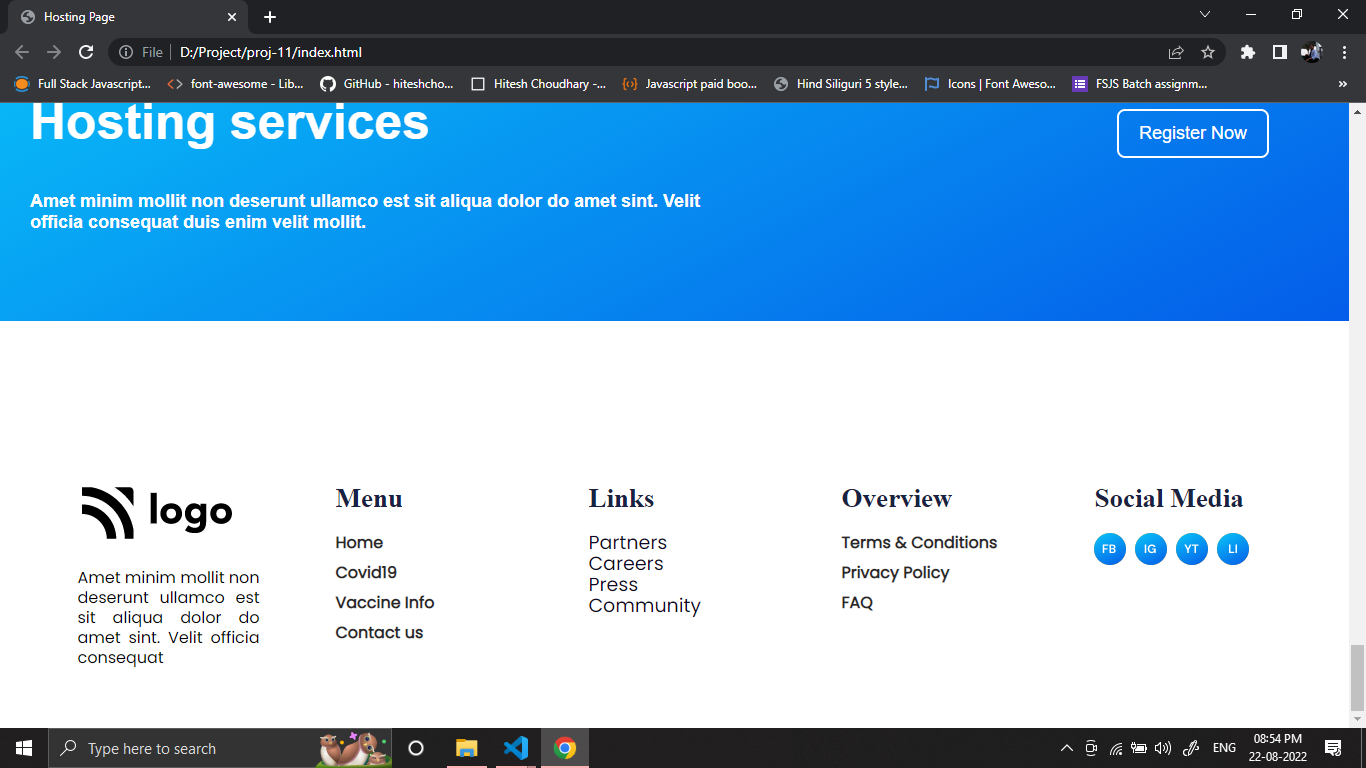 Hosting Page
File
D:/Project/proj-11/index.html
Full Stack Javascript...
font-awesome - Lib...
GitHub - hiteshcho...
Hitesh Choudhary -...
Javascript paid boo...
Hind Siliguri 5 style...
Icons | Font Aweso...
FSJS Batch assignm...
»
Hosting services
Register Now
Amet minim mollit non deserunt ullamco est sit aliqua dolor do amet sint. Velit
officia consequat duis enim velit mollit.
logo
Amet minim mollit non
deserunt ullamco est
sit aliqua dolor do
amet sint. Velit officia
consequat
Menu
Home
Covid19
Vaccine Info
Contact us
Links
Partners
Careers
Press
Community
Overview
Terms & Conditions
Privacy Policy
FAQ
Social Media
FB IG YT LI
Type here to search
ENG
08:54 PM
22-08-2022